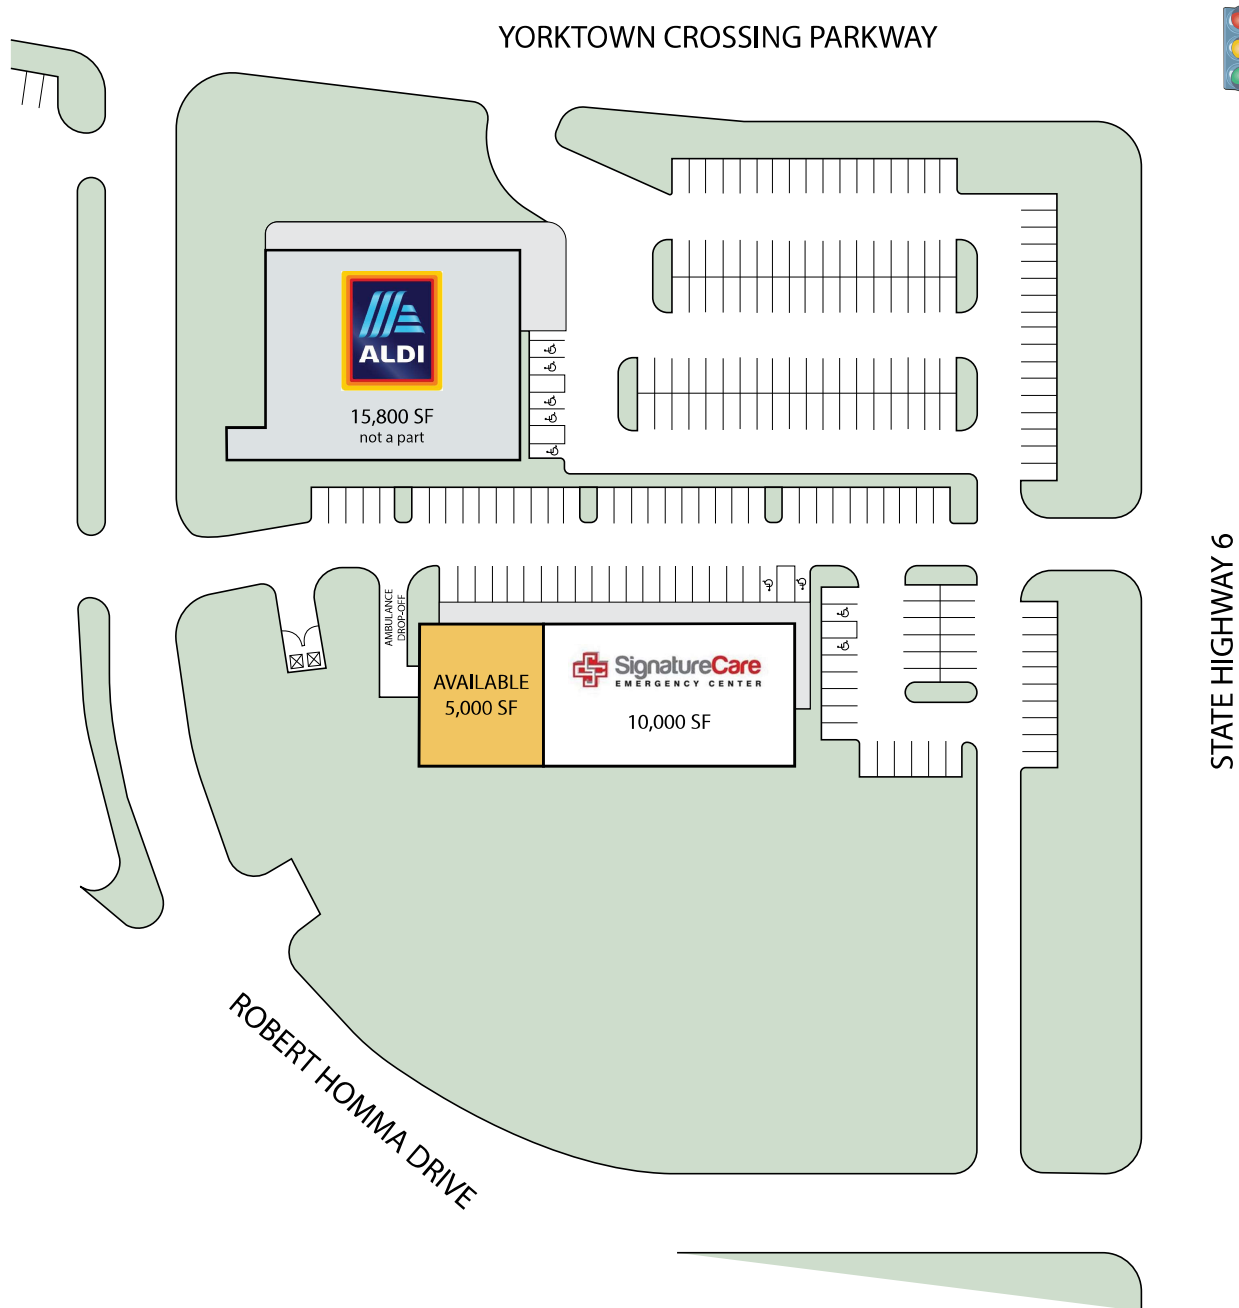 YORKTOWN CROSSING PARKWAY
ALDI
15,800 SF
not a part
STATE HIGHWAY 6
AMBULANCE
DROP-OFF
AVAILABLE
5,000 SF
SignatureCare
EMERGENCY CENTER
10,000 SF
ROBERT HOMMA DRIVE